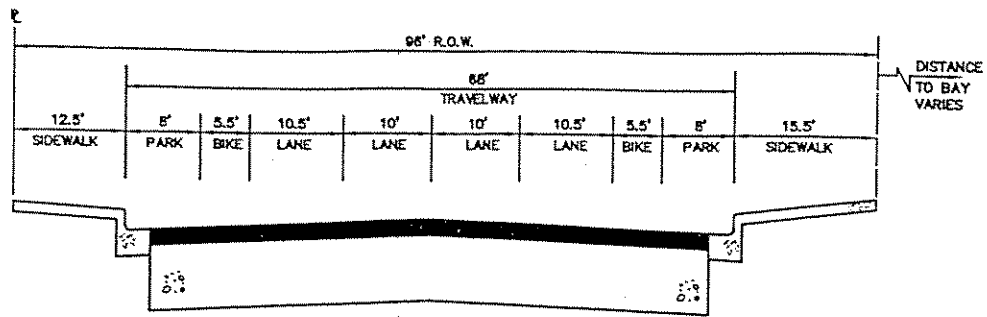 96' R.O.W.
68'
TRAVELWAY
DISTANCE
TO BAY
VARIES
12.5' 8' 5.5' 10.5' 10' 10' 10.5' 5.5' 8' 15.5'
SIDEWALK PARK BIKE LANE LANE LANE LANE BIKE PARK SIDEWALK